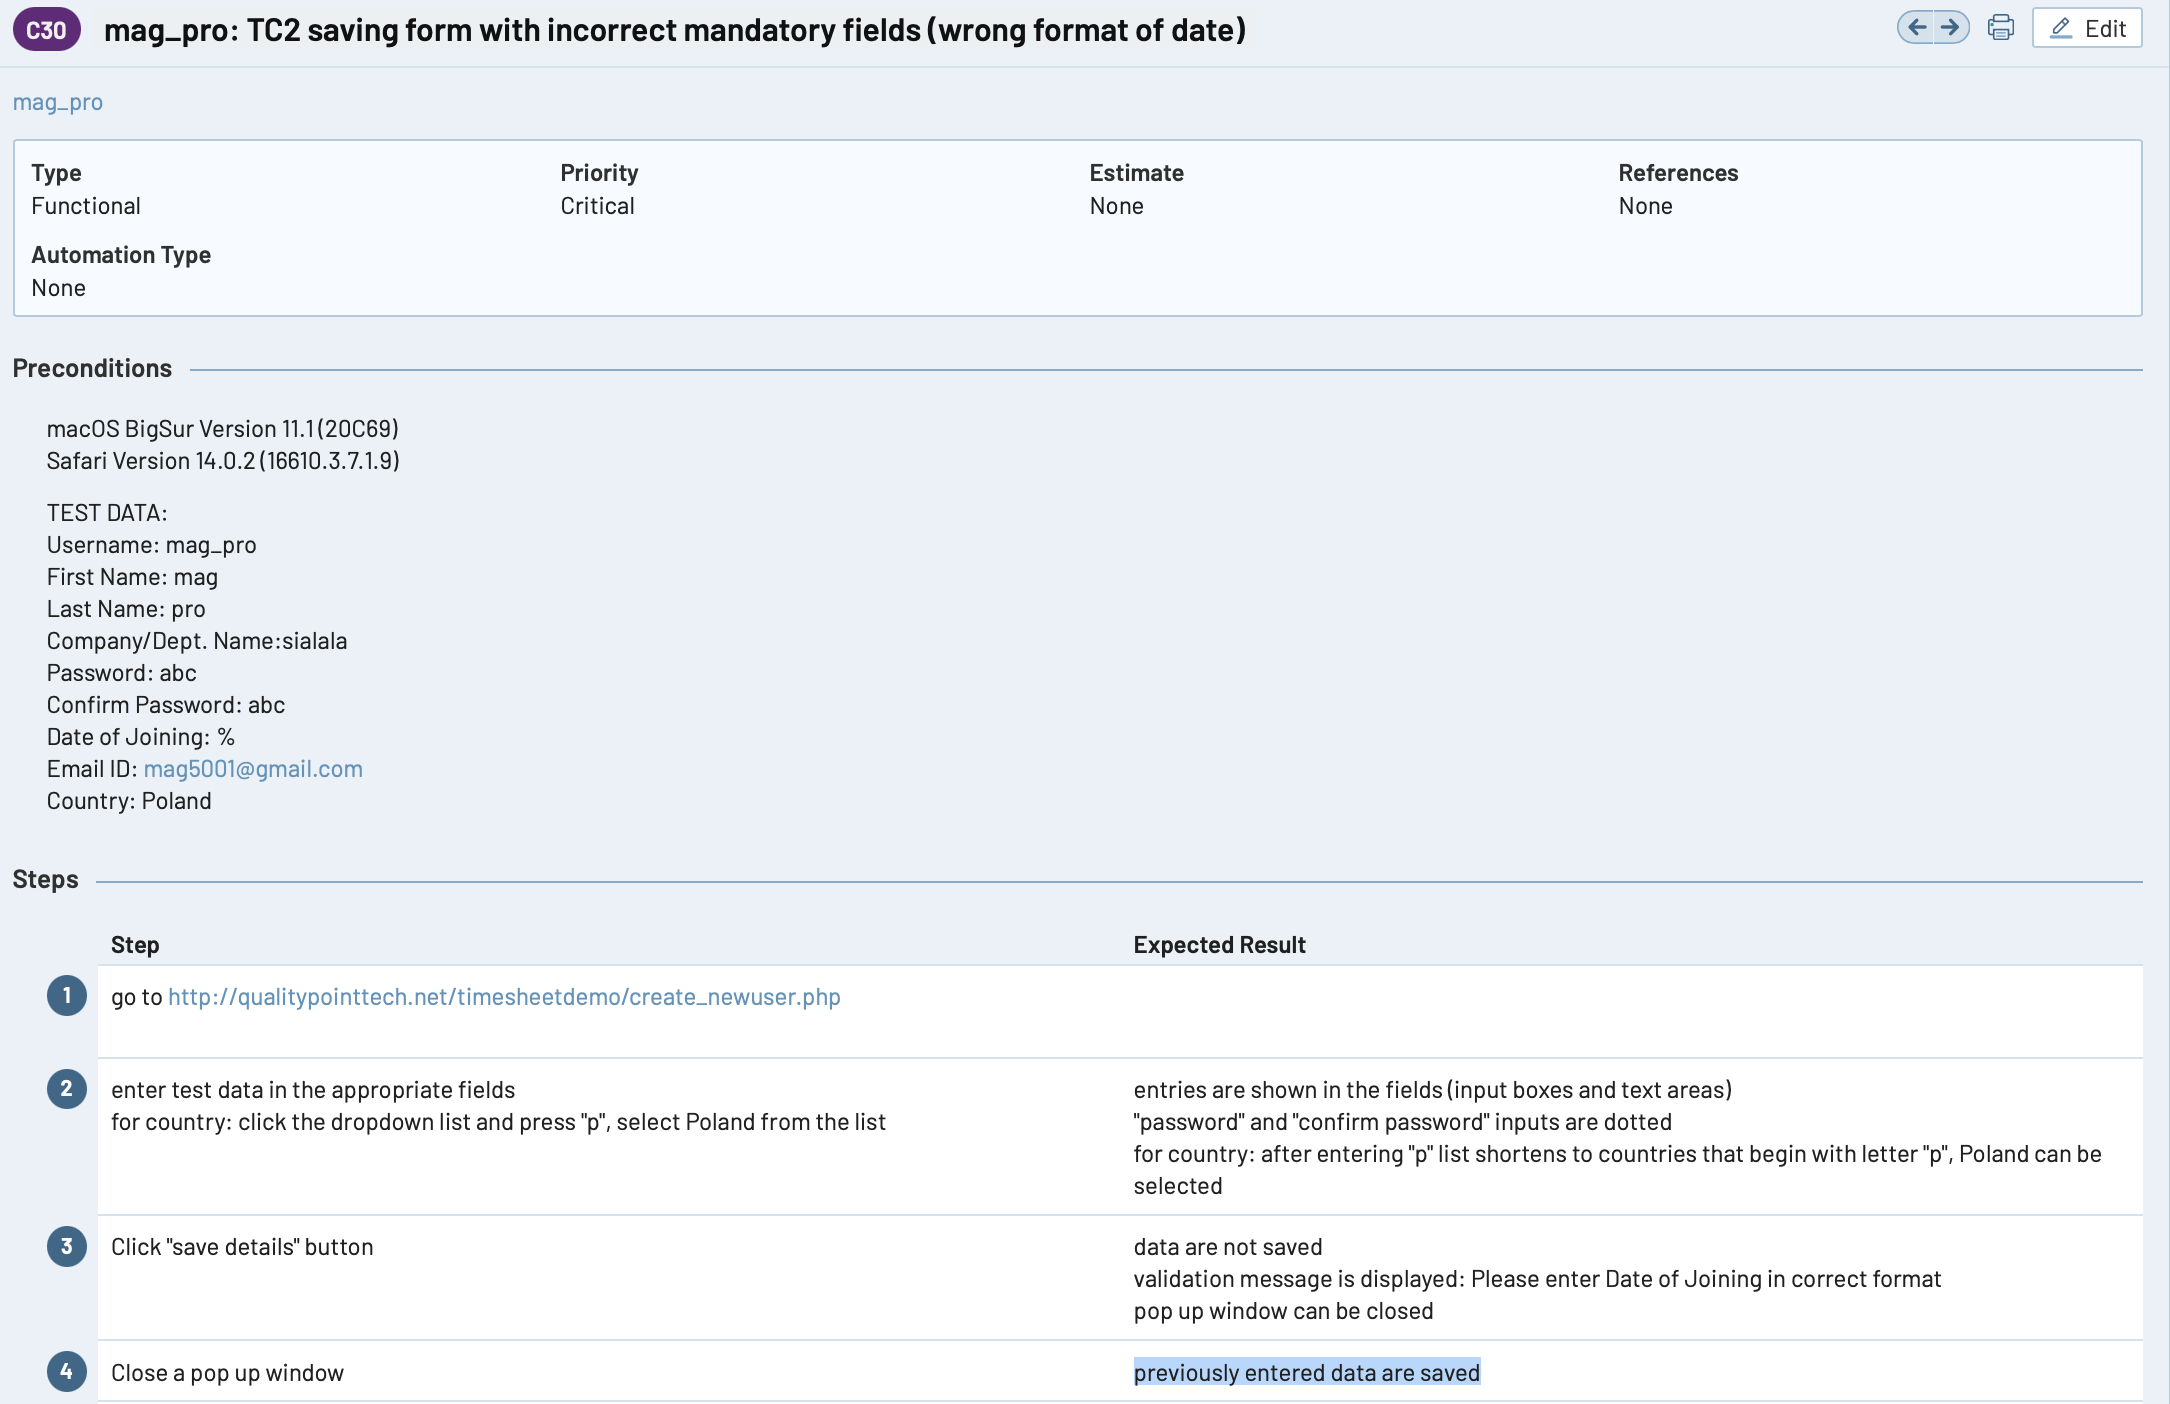 C30 mag_pro: TC2 saving form with incorrect mandatory fields (wrong format of date)
Edit
mag_pro
Type Priority Estimate References
Functional Critical None None
Automation Type
None
Preconditions
macOS BigSur Version 11.1 (20C69)
Safari Version 14.0.2 (16610.3.7.1.9)
TEST DATA:
Username: mag_pro
First Name: mag
Last Name: pro
Company/Dept. Name:sialala
Password: abc
Confirm Password: abc
Date of Joining: %
Email ID: mag5001@gmail.com
Country: Poland
Steps
Step Expected Result
1 go to http://qualitypointtech.net/timesheetdemo/create_newuser.php
2 enter test data in the appropriate fields
for country: click the dropdown list and press "p", select Poland from the list
entries are shown in the fields (input boxes and text areas)
"password" and "confirm password" inputs are dotted
for country: after entering "p" list shortens to countries that begin with letter "p", Poland can be
selected
3 Click "save details" button
data are not saved
validation message is displayed: Please enter Date of Joining in correct format
pop up window can be closed
4 Close a pop up window
previously entered data are saved